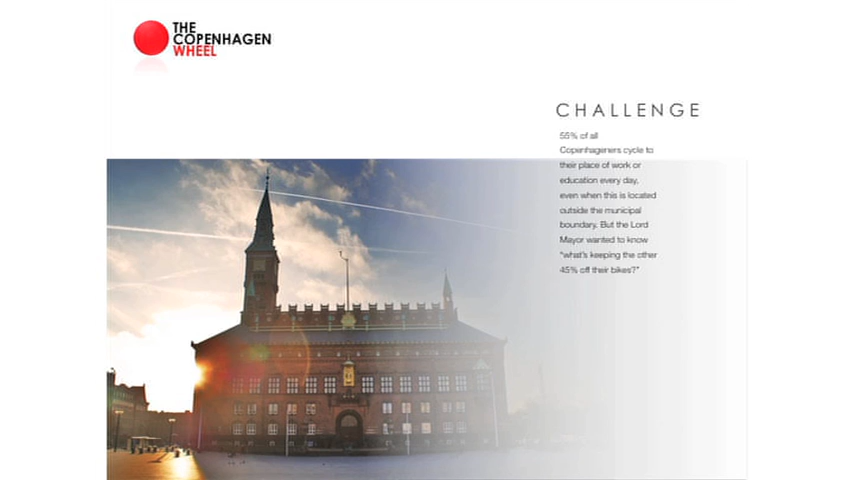 THE
COPENHAGEN
WHEEL
CHALLENGE
55% of all
Copenhageners cycle to
their place of work or
education every day,
even when this is located
outside the municipal
boundary. But the Lord
Mayor wanted to know
“what's keeping the other
45% off their bikes?”